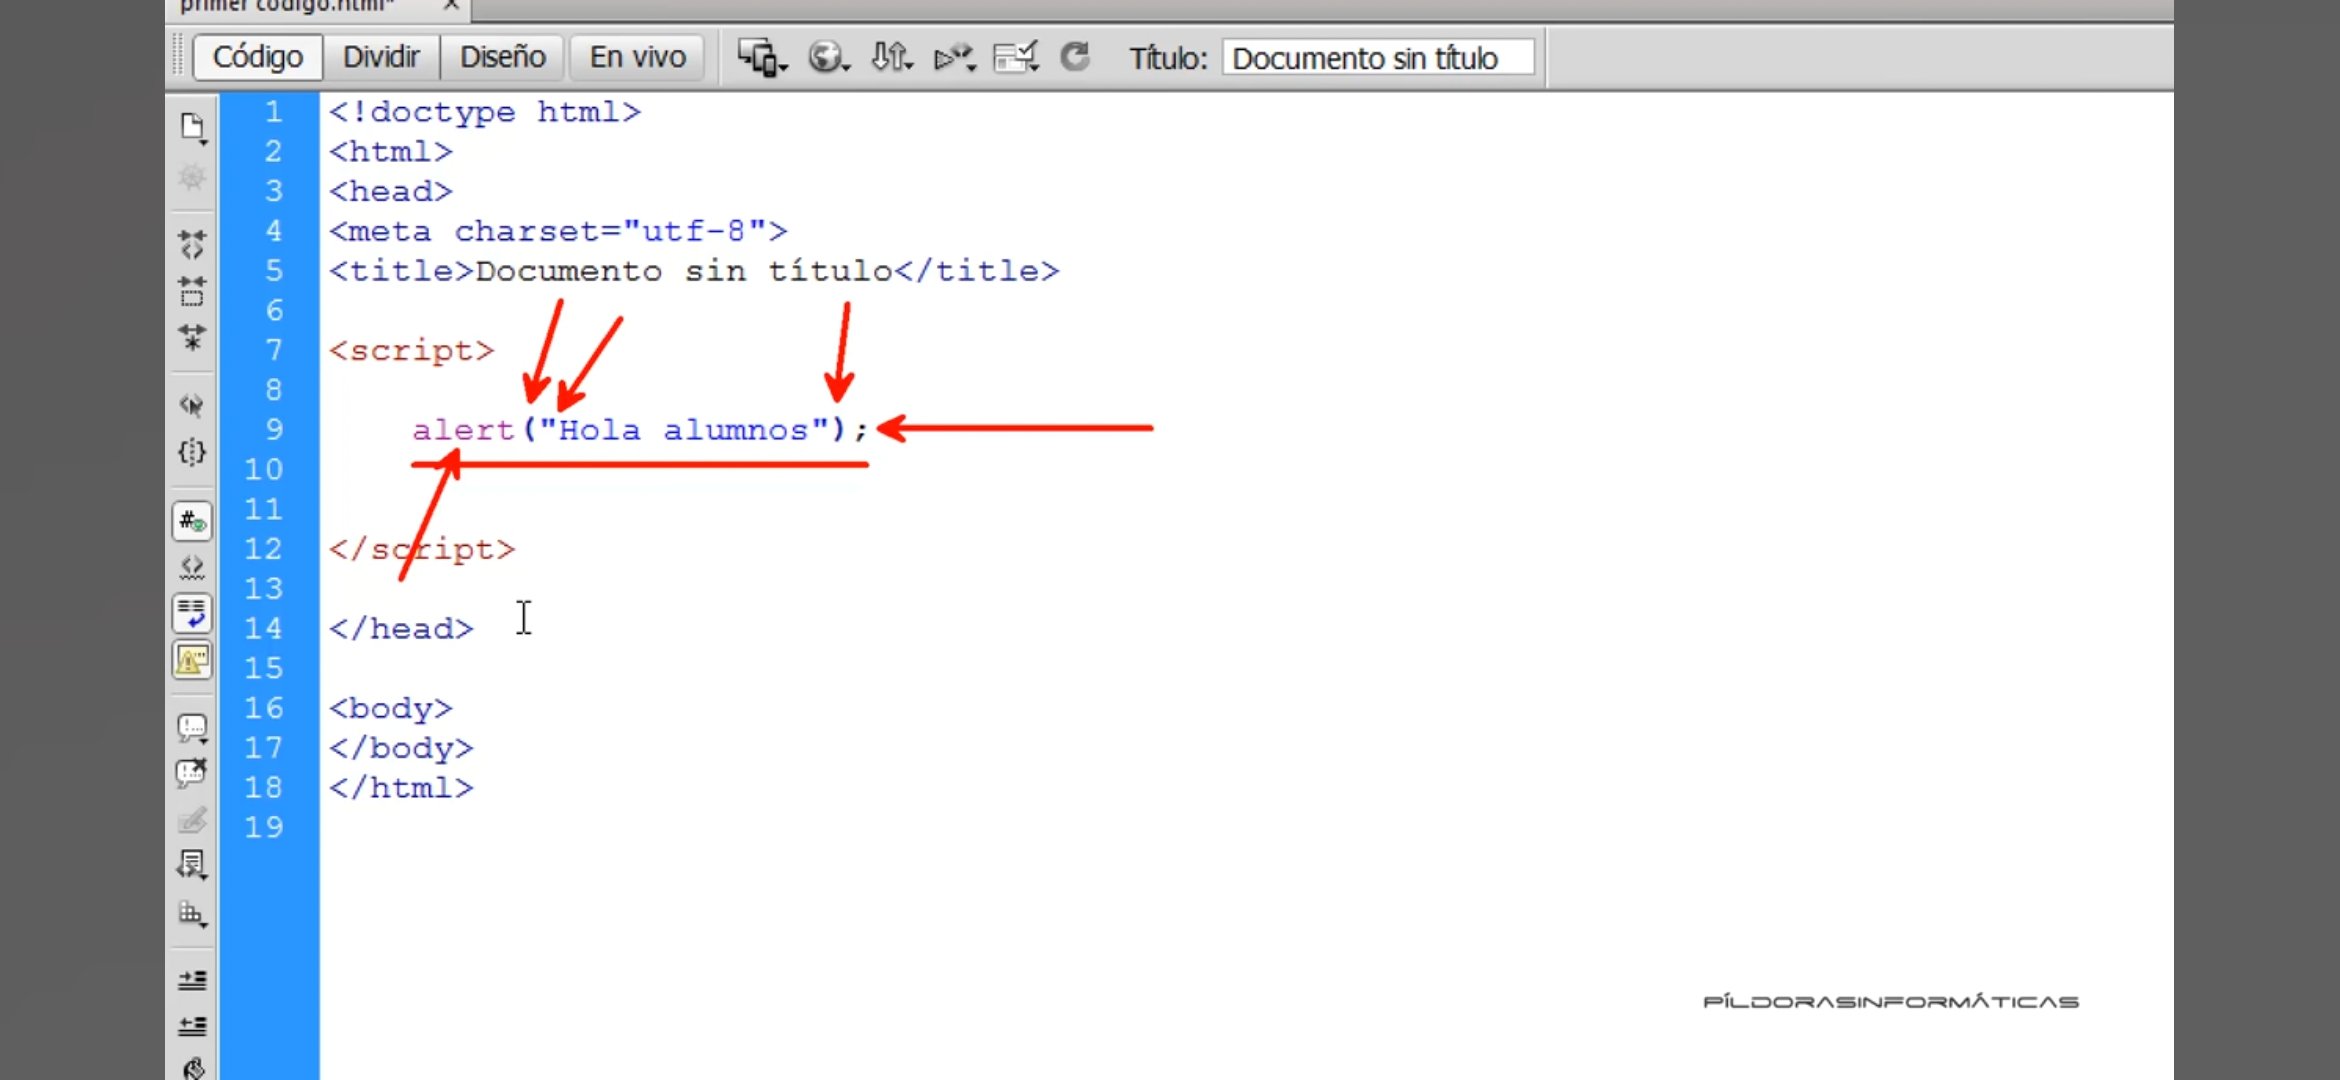 primer codigo.html* ×
Código Dividir Diseño En vivo Título: Documento sin título
1 <!doctype html>
2 <html>
3 <head>
4 <meta charset="utf-8">
5 <title>Documento sin título</title>
6
7 <script>
8
9 alert("Hola alumnos");
10
11
12 </script>
13
14 </head>
15
16 <body>
17 </body>
18 </html>
19
PÍLDORASINFORMÁTICAS